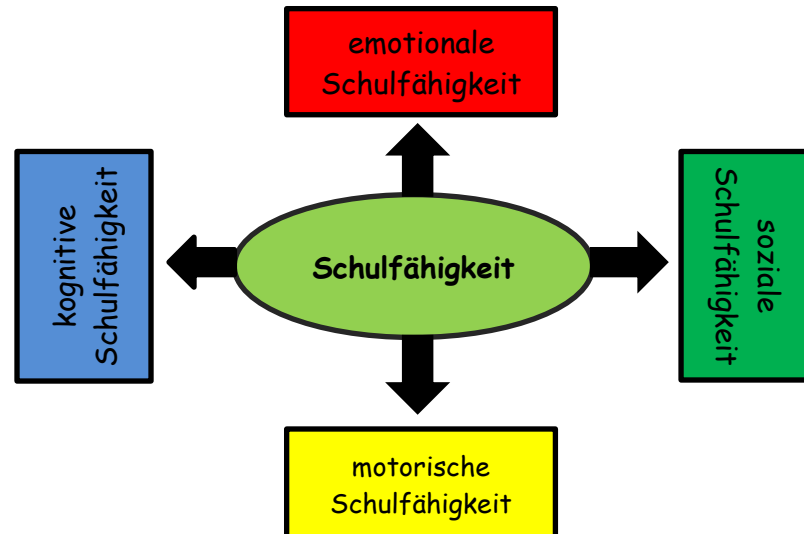 emotionale
Schulfähigkeit
kognitive
Schulfähigkeit
Schulfähigkeit
soziale
Schulfähigkeit
motorische
Schulfähigkeit